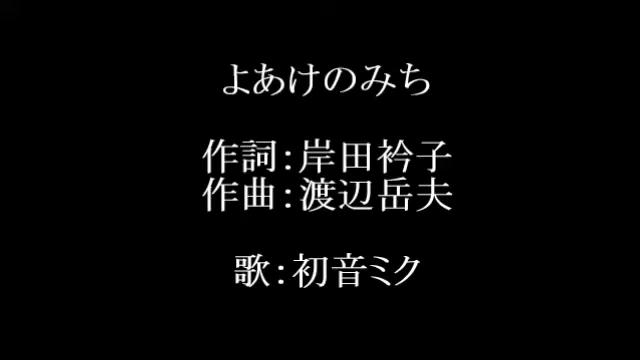 よあけのみち
作詞：岸田衿子
作曲：渡辺岳夫
歌：初音ミク